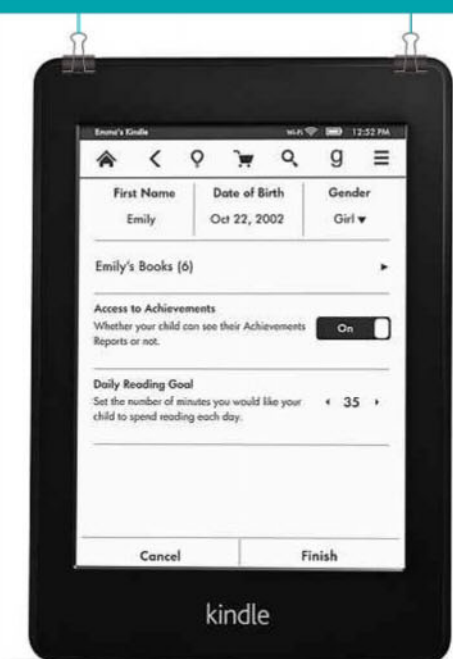 Emma's Kindle Wi-Fi 12:52 PM
g
First Name Date of Birth Gender
Emily Oct 22, 2002 Girl ▾
Emily's Books (6)
Access to Achievements
Whether your child can see their Achievements
Reports or not.
On
Daily Reading Goal
Set the number of minutes you would like your
child to spend reading each day.
35
Cancel Finish
kindle